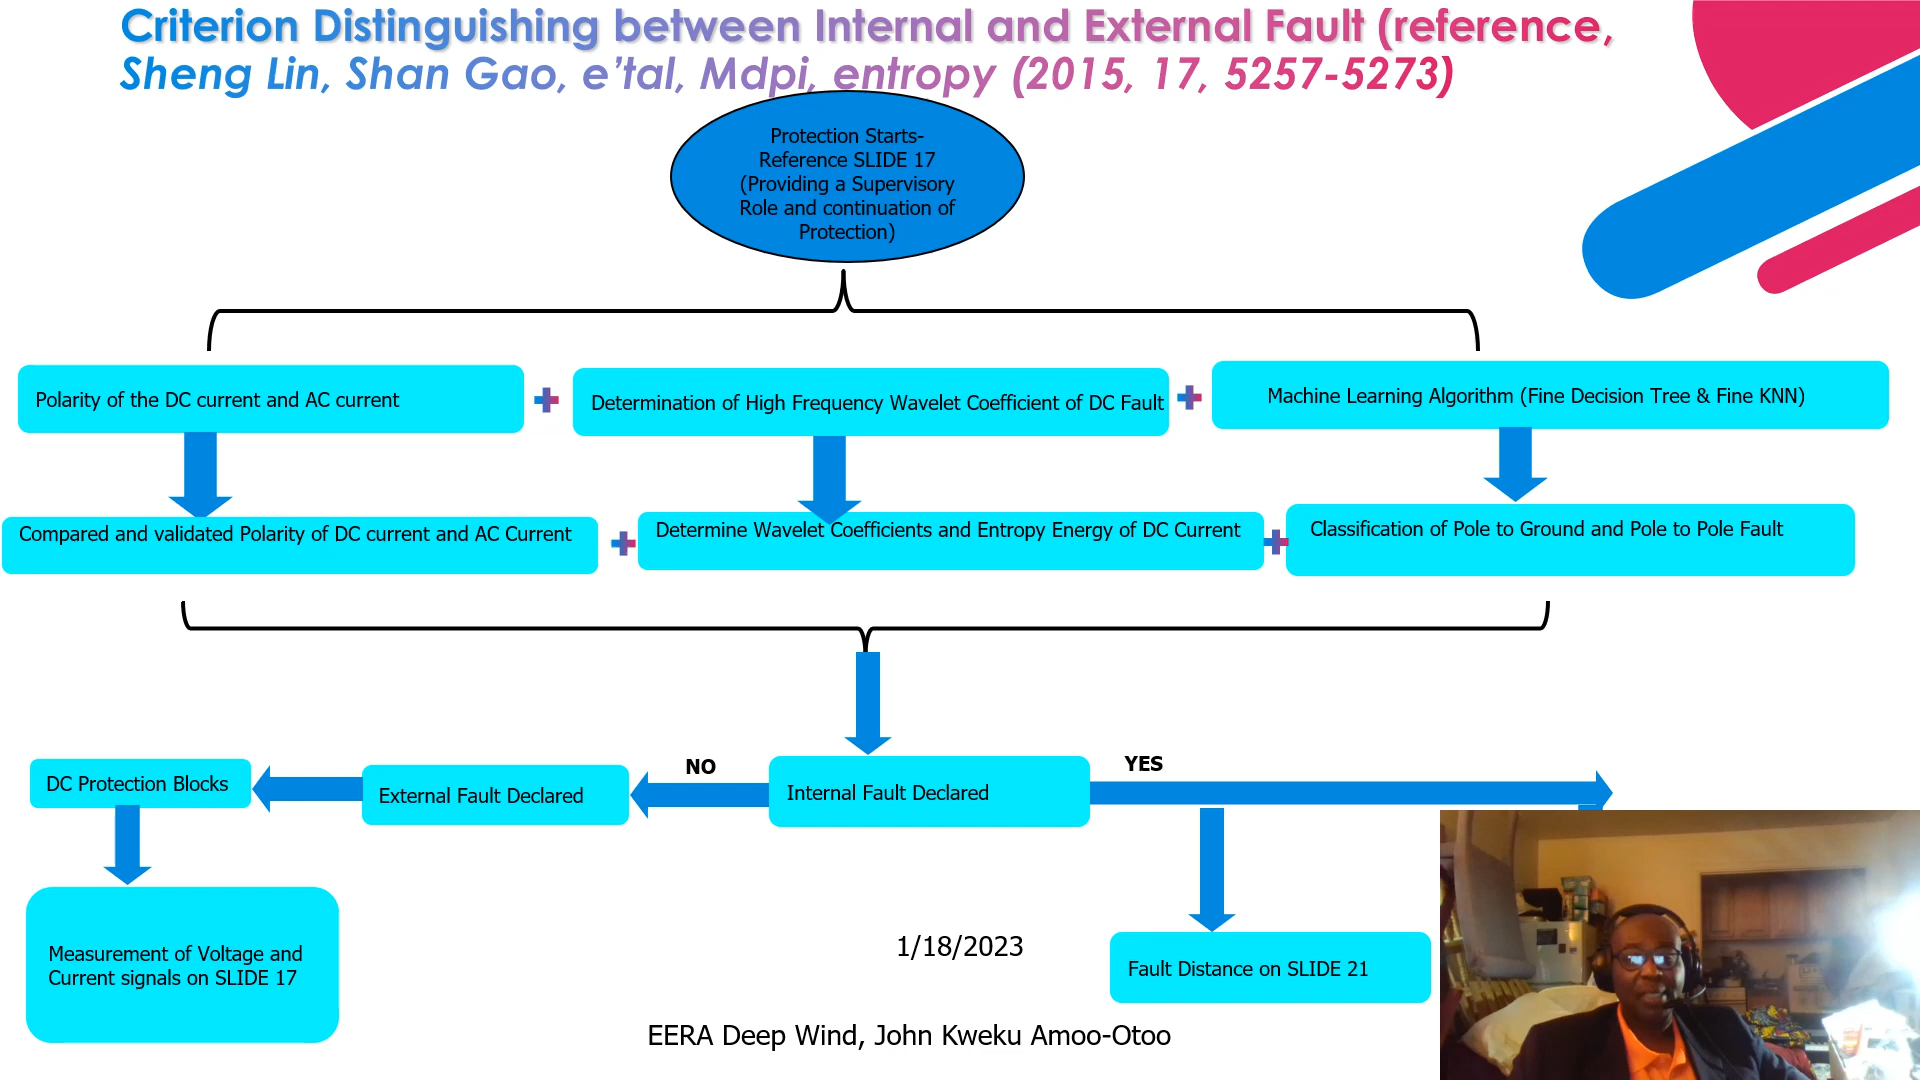 Criterion Distinguishing between Internal and External Fault (reference,
Sheng Lin, Shan Gao, e’tal, Mdpi, entropy (2015, 17, 5257-5273)
Protection Starts-
Reference SLIDE 17
(Providing a Supervisory
Role and continuation of
Protection)
Polarity of the DC current and AC current
Determination of High Frequency Wavelet Coefficient of DC Fault
Machine Learning Algorithm (Fine Decision Tree & Fine KNN)
Compared and validated Polarity of DC current and AC Current
Determine Wavelet Coefficients and Entropy Energy of DC Current
Classification of Pole to Ground and Pole to Pole Fault
DC Protection Blocks
External Fault Declared
NO
Internal Fault Declared
YES
Measurement of Voltage and
Current signals on SLIDE 17
1/18/2023
Fault Distance on SLIDE 21
EERA Deep Wind, John Kweku Amoo-Otoo